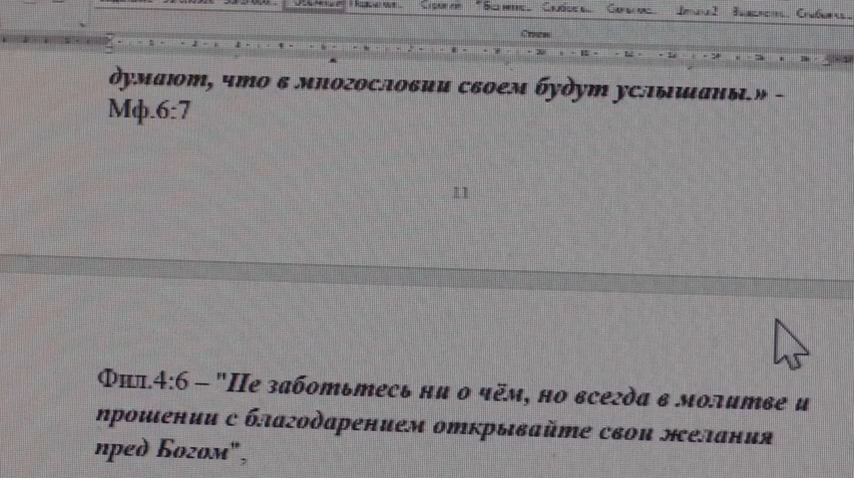 думают, что в многословии своем будут услышаны.» -
Мф.6:7
11
Фил.4:6 – "Не заботьтесь ни о чём, но всегда в молитве и
прошении с благодарением открывайте свои желания
пред Богом",